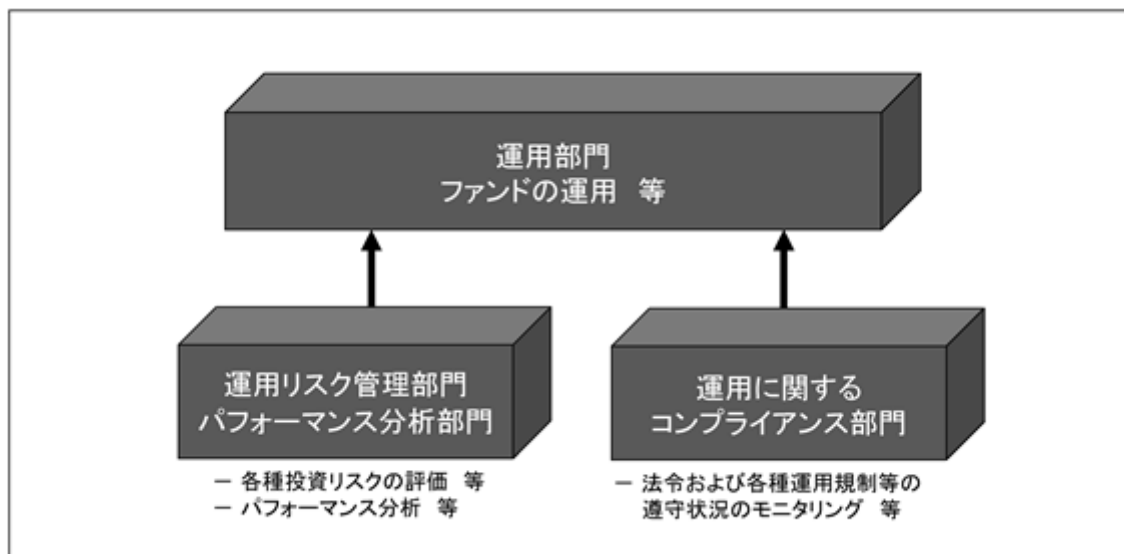 運用部門
ファンドの運用 等
運用リスク管理部門
パフォーマンス分析部門
－ 各種投資リスクの評価 等
－ パフォーマンス分析 等
運用に関する
コンプライアンス部門
－ 法令および各種運用規制等の
遵守状況のモニタリング 等